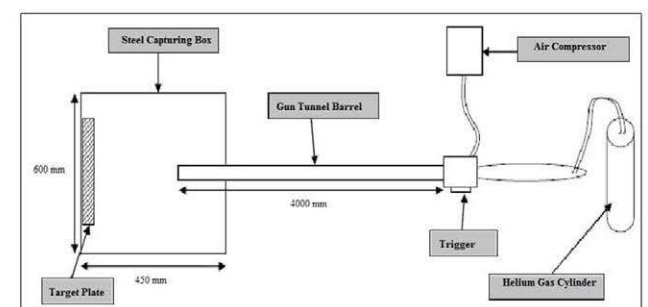 Steel Capturing Box
Air Compressor
Gun Tunnel Barrel
600 mm
4000 mm
Trigger
450 mm
Target Plate
Helium Gas Cylinder